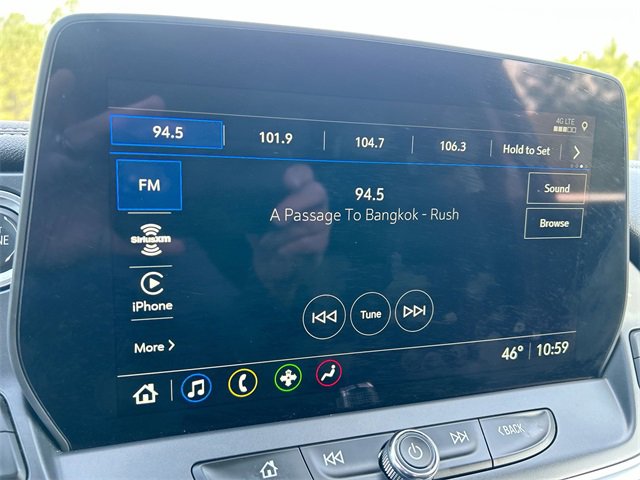 4G LTE
94.5 101.9 104.7 106.3 Hold to Set
FM
94.5
Sound
A Passage To Bangkok - Rush
Browse
SiriusXM
iPhone
Tune
More
46° 10:59
BACK